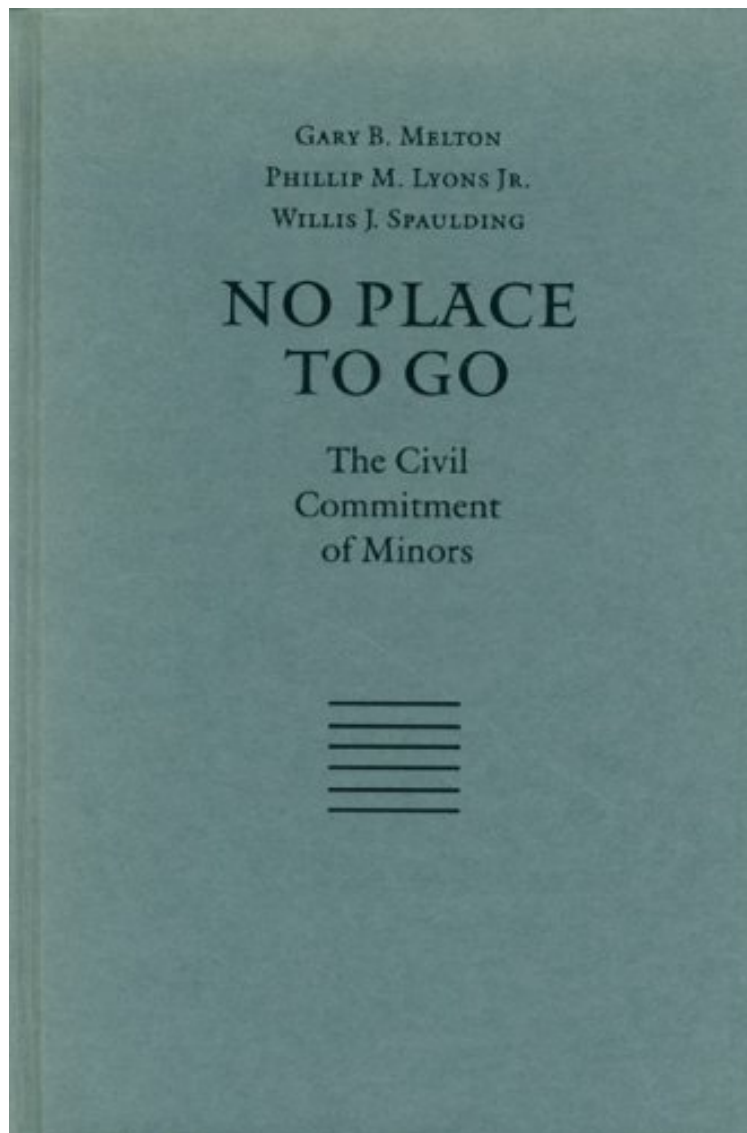 GARY B. MELTON
PHILLIP M. LYONS JR.
WILLIS J. SPAULDING
NO PLACE
TO GO
The Civil
Commitment
of Minors